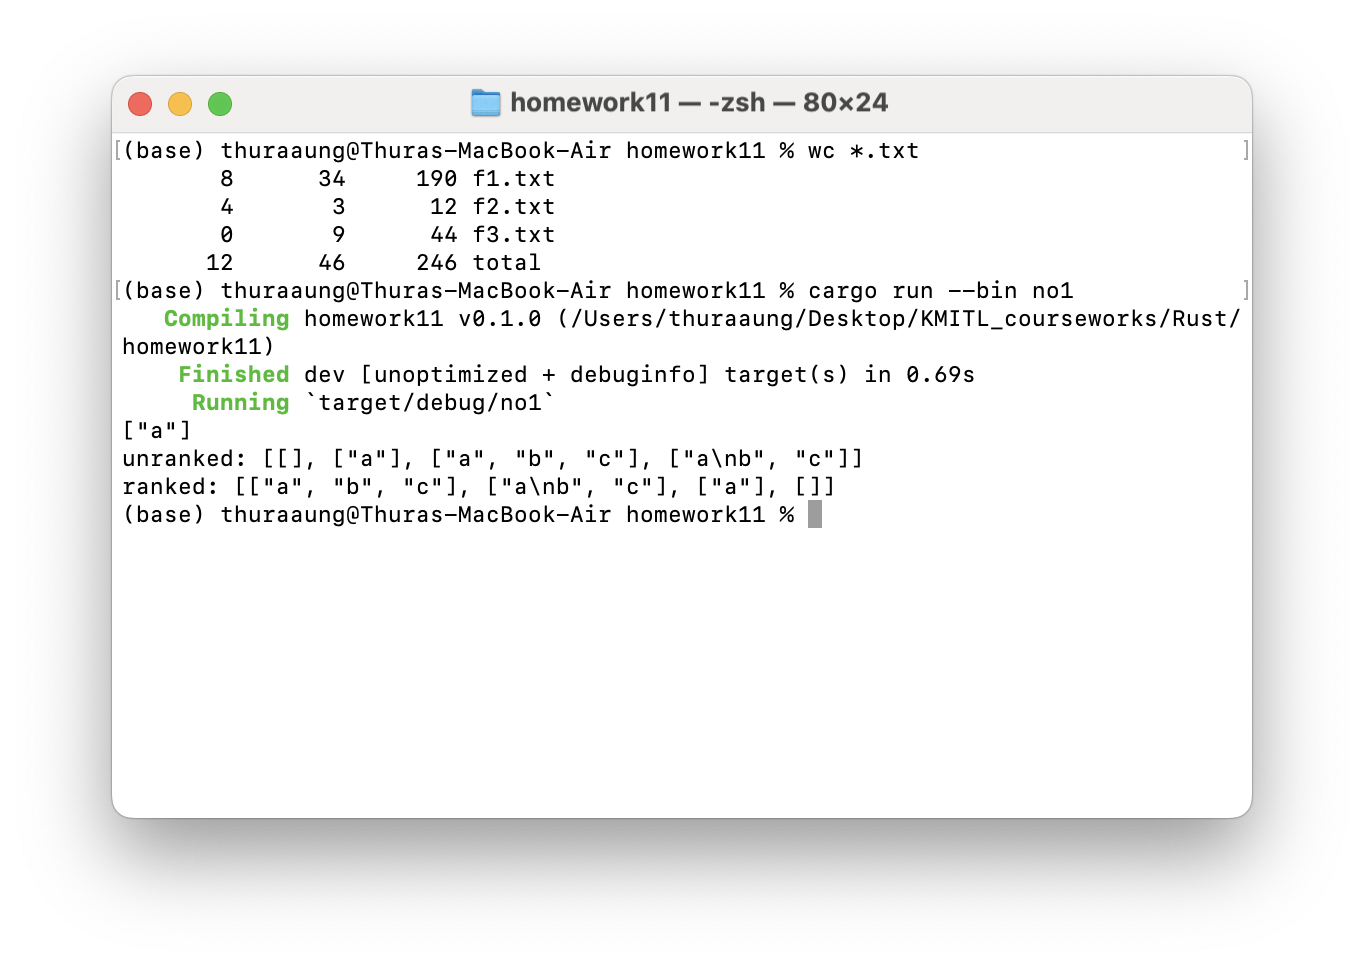 homework11 — -zsh — 80×24
[(base) thuraaung@Thuras-MacBook-Air homework11 % wc *.txt ]
8 34 190 f1.txt
4 3 12 f2.txt
0 9 44 f3.txt
12 46 246 total
[(base) thuraaung@Thuras-MacBook-Air homework11 % cargo run --bin no1 ]
Compiling homework11 v0.1.0 (/Users/thuraaung/Desktop/KMITL_courseworks/Rust/
homework11)
Finished dev [unoptimized + debuginfo] target(s) in 0.69s
Running `target/debug/no1`
["a"]
unranked: [[], ["a"], ["a", "b", "c"], ["a\nb", "c"]]
ranked: [["a", "b", "c"], ["a\nb", "c"], ["a"], []]
(base) thuraaung@Thuras-MacBook-Air homework11 %